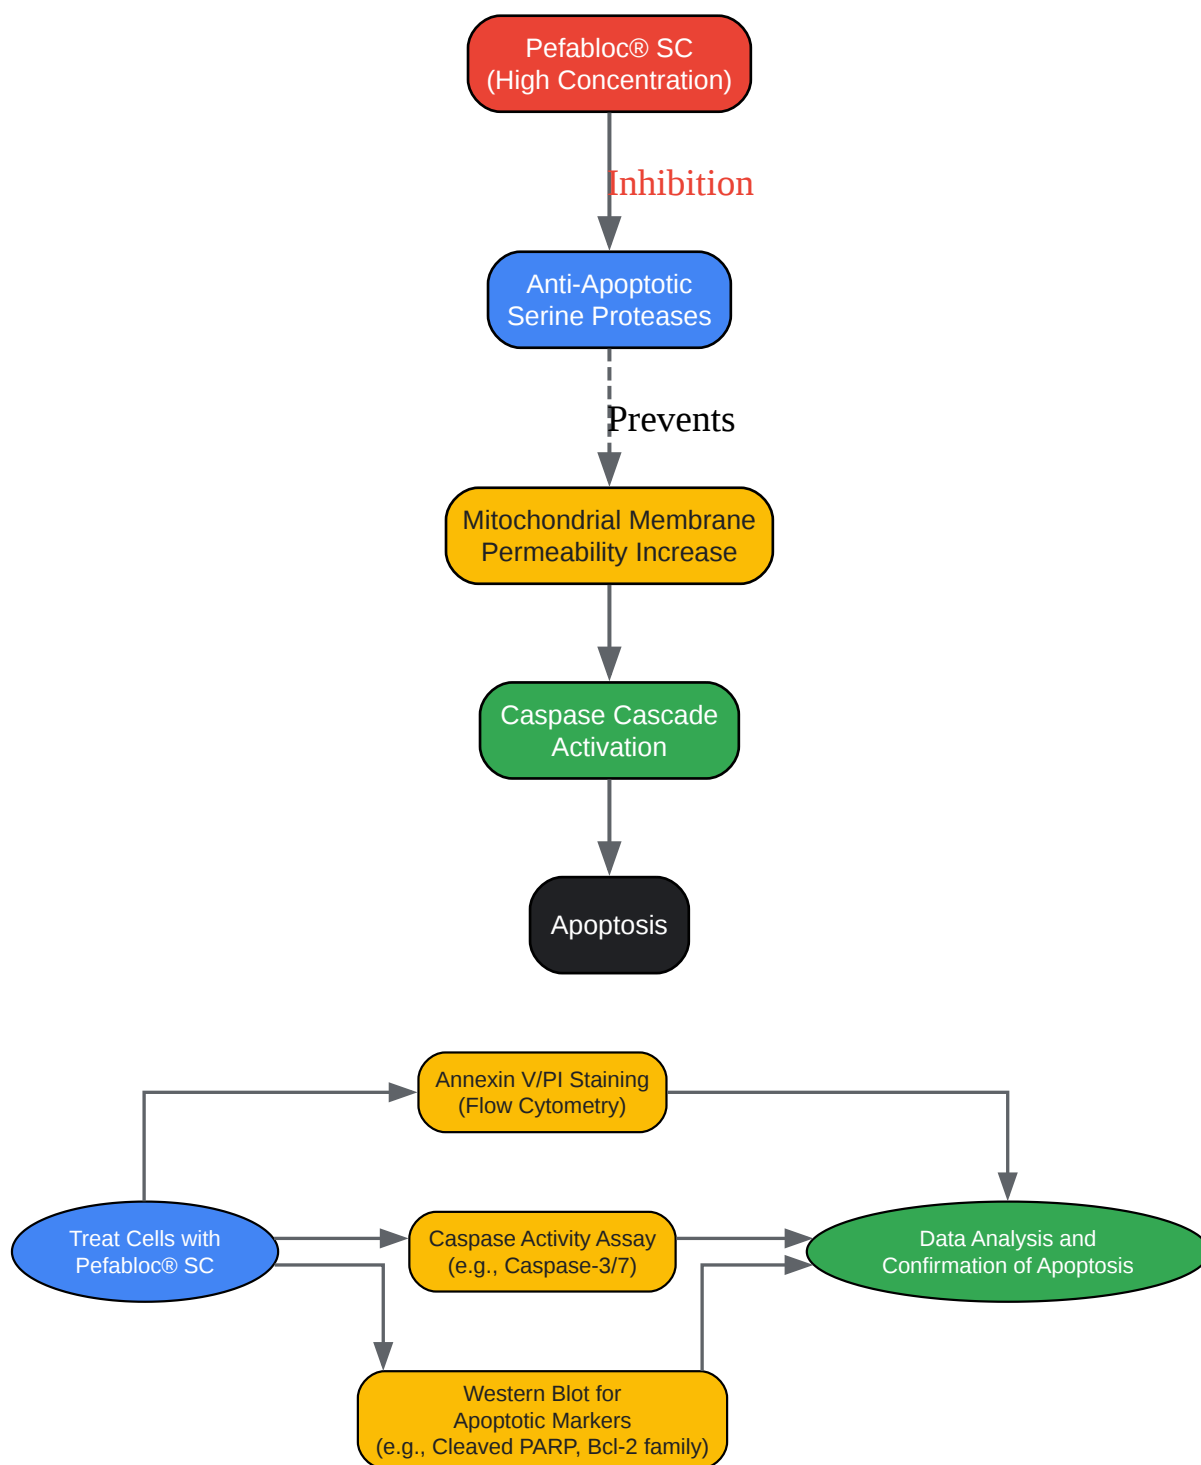 Pefabloc® SC
(High Concentration)
Inhibition
Anti-Apoptotic
Serine Proteases
Prevents
Mitochondrial Membrane
Permeability Increase
Caspase Cascade
Activation
Apoptosis
Annexin V/PI Staining
(Flow Cytometry)
Treat Cells with
Pefabloc® SC
Caspase Activity Assay
(e.g., Caspase-3/7)
Data Analysis and
Confirmation of Apoptosis
Western Blot for
Apoptotic Markers
(e.g., Cleaved PARP, Bcl-2 family)